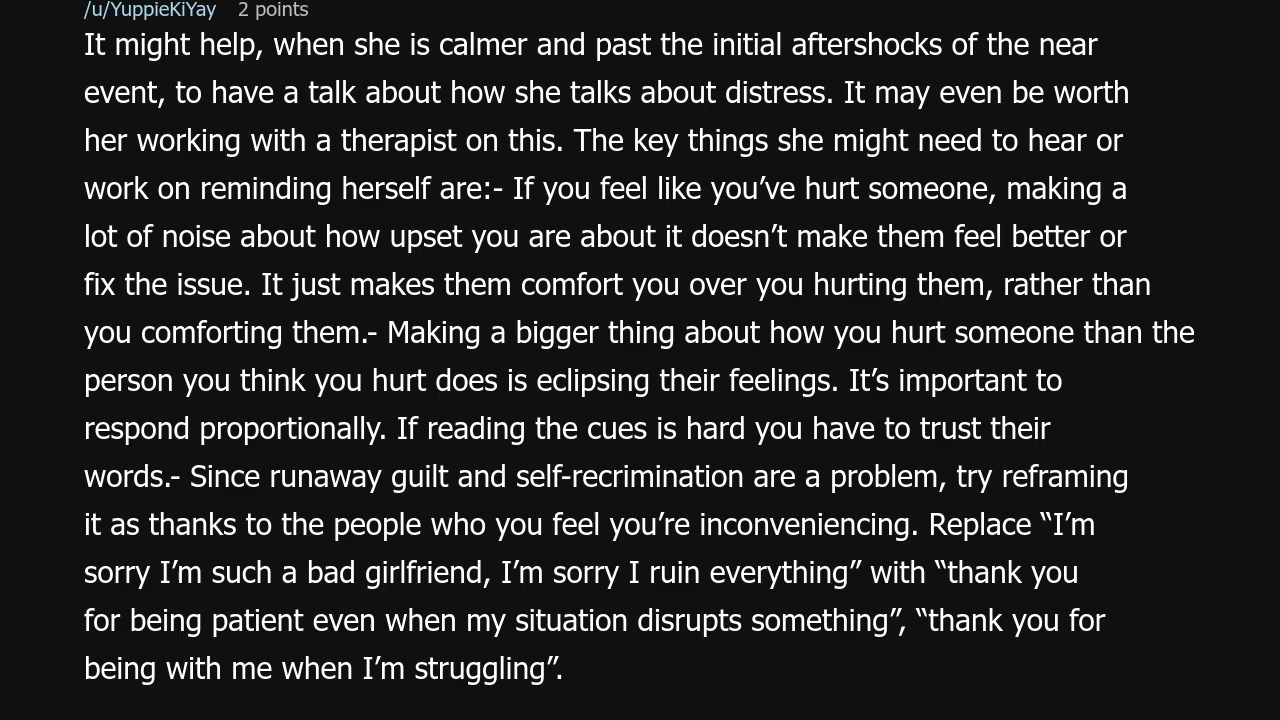 /u/YuppieKiYay 2 points
It might help, when she is calmer and past the initial aftershocks of the near
event, to have a talk about how she talks about distress. It may even be worth
her working with a therapist on this. The key things she might need to hear or
work on reminding herself are:- If you feel like you’ve hurt someone, making a
lot of noise about how upset you are about it doesn’t make them feel better or
fix the issue. It just makes them comfort you over you hurting them, rather than
you comforting them.- Making a bigger thing about how you hurt someone than the
person you think you hurt does is eclipsing their feelings. It’s important to
respond proportionally. If reading the cues is hard you have to trust their
words.- Since runaway guilt and self-recrimination are a problem, try reframing
it as thanks to the people who you feel you’re inconveniencing. Replace “I’m
sorry I’m such a bad girlfriend, I’m sorry I ruin everything” with “thank you
for being patient even when my situation disrupts something”, “thank you for
being with me when I’m struggling”.